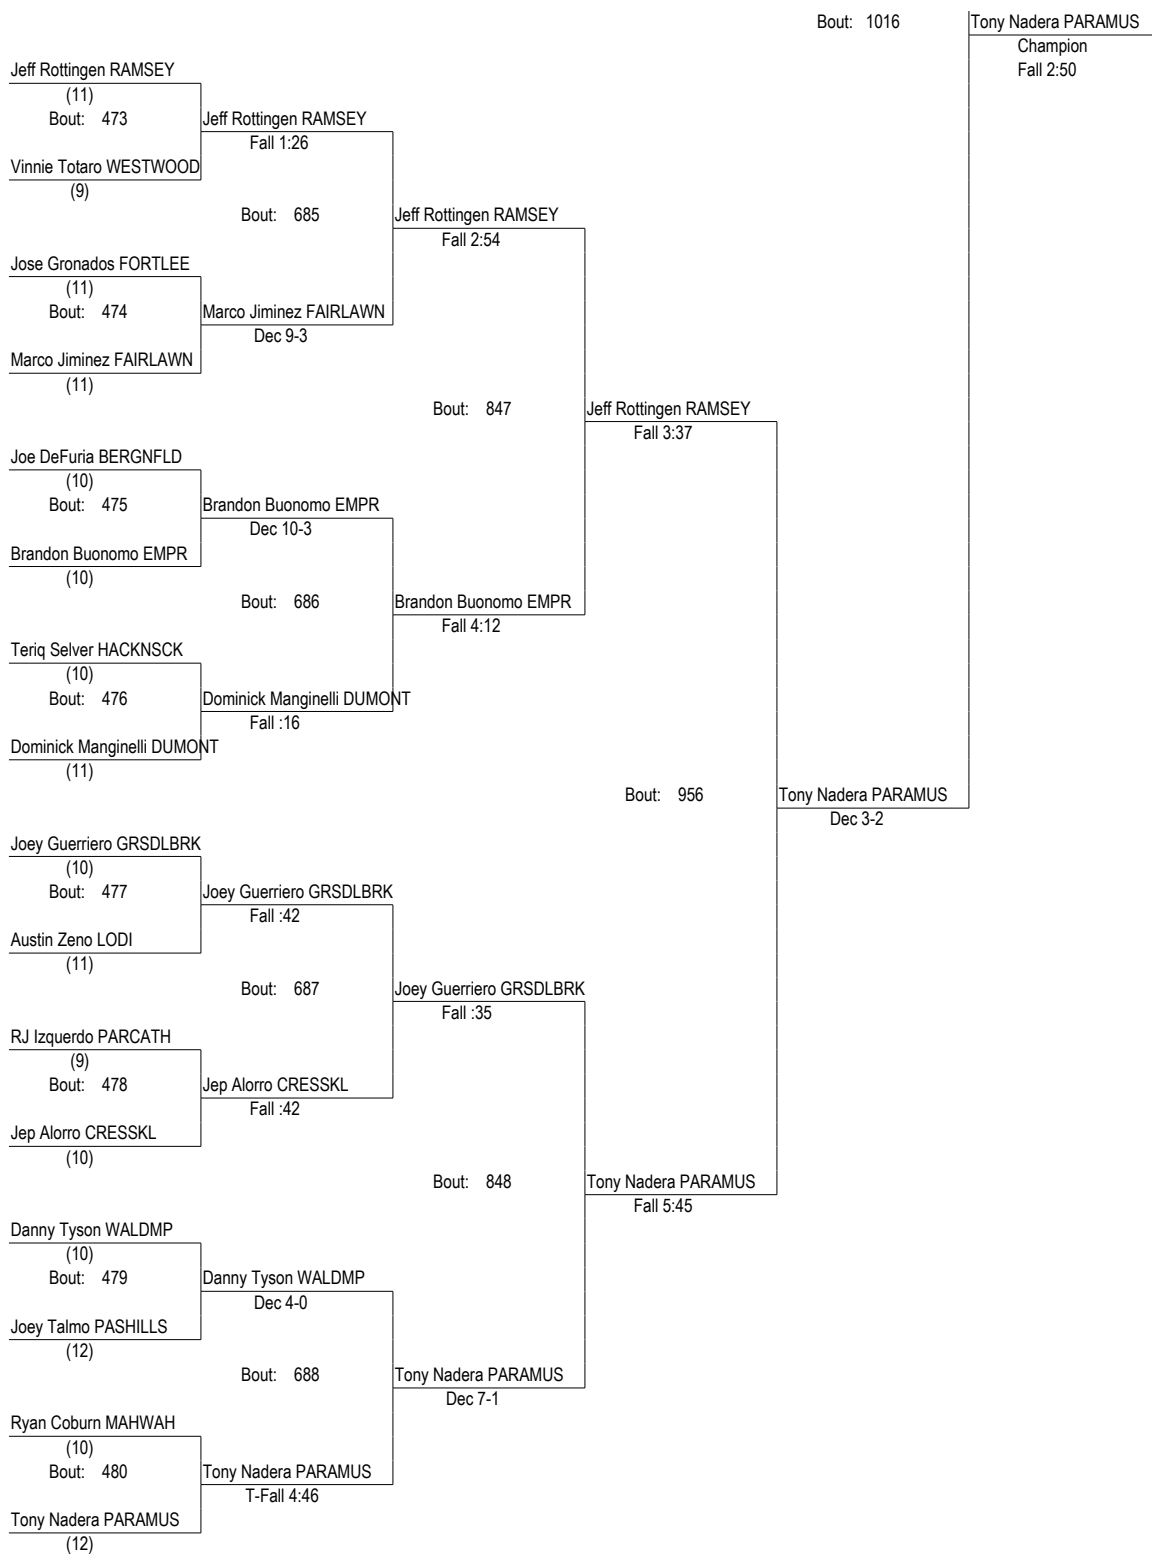 Bout: 1016
Tony Nadera PARAMUS
Champion
Fall 2:50
Jeff Rottingen RAMSEY
(11)
Bout: 473
Jeff Rottingen RAMSEY
Fall 1:26
Vinnie Totaro WESTWOOD
(9)
Bout: 685
Jeff Rottingen RAMSEY
Fall 2:54
Jose Gronados FORTLEE
(11)
Bout: 474
Marco Jiminez FAIRLAWN
Dec 9-3
Marco Jiminez FAIRLAWN
(11)
Bout: 847
Jeff Rottingen RAMSEY
Fall 3:37
Joe DeFuria BERGNFLD
(10)
Bout: 475
Brandon Buonomo EMPR
Dec 10-3
Brandon Buonomo EMPR
(10)
Bout: 686
Brandon Buonomo EMPR
Fall 4:12
Teriq Selver HACKNSCK
(10)
Bout: 476
Dominick Manginelli DUMONT
Fall :16
Dominick Manginelli DUMONT
(11)
Bout: 956
Tony Nadera PARAMUS
Dec 3-2
Joey Guerriero GRSDLBRK
(10)
Bout: 477
Joey Guerriero GRSDLBRK
Fall :42
Austin Zeno LODI
(11)
Bout: 687
Joey Guerriero GRSDLBRK
Fall :35
RJ Izquerdo PARCATH
(9)
Bout: 478
Jep Alorro CRESSKL
Fall :42
Jep Alorro CRESSKL
(10)
Bout: 848
Tony Nadera PARAMUS
Fall 5:45
Danny Tyson WALDMP
(10)
Bout: 479
Danny Tyson WALDMP
Dec 4-0
Joey Talmo PASHILLS
(12)
Bout: 688
Tony Nadera PARAMUS
Dec 7-1
Ryan Coburn MAHWAH
(10)
Bout: 480
Tony Nadera PARAMUS
T-Fall 4:46
Tony Nadera PARAMUS
(12)